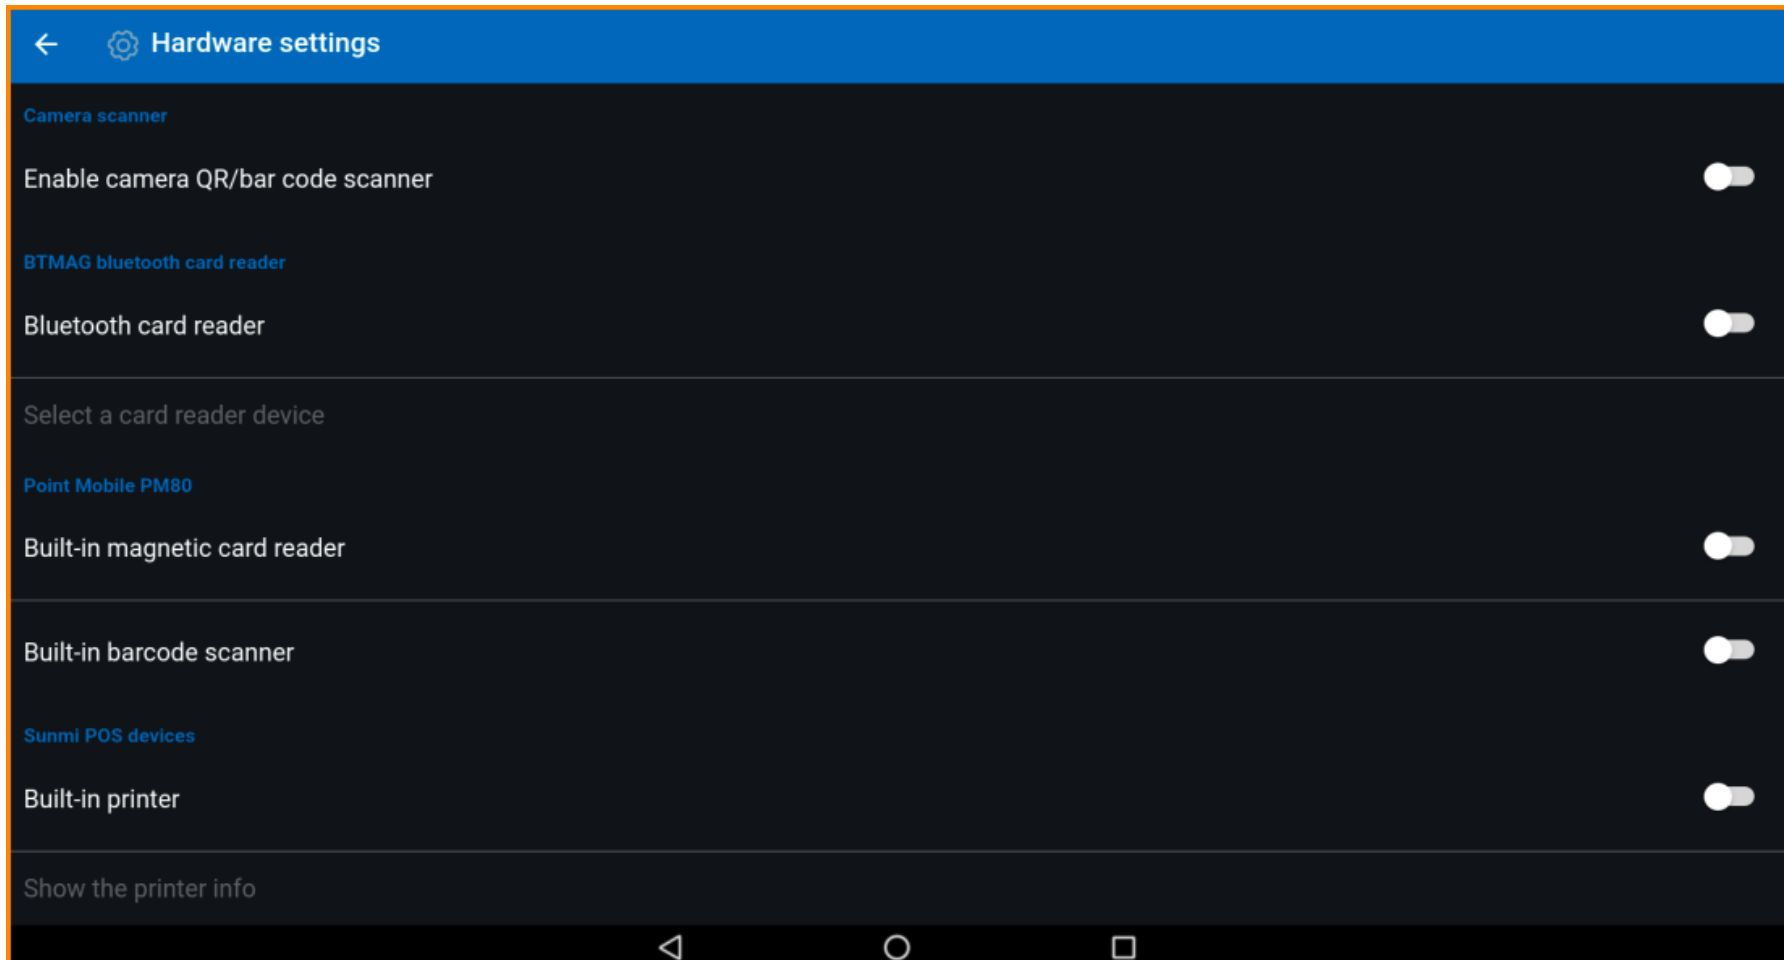 Hardware settings
Camera scanner
Enable camera QR/bar code scanner
BTMAG bluetooth card reader
Bluetooth card reader
Select a card reader device
Point Mobile PM80
Built-in magnetic card reader
Built-in barcode scanner
Sunmi POS devices
Built-in printer
Show the printer info